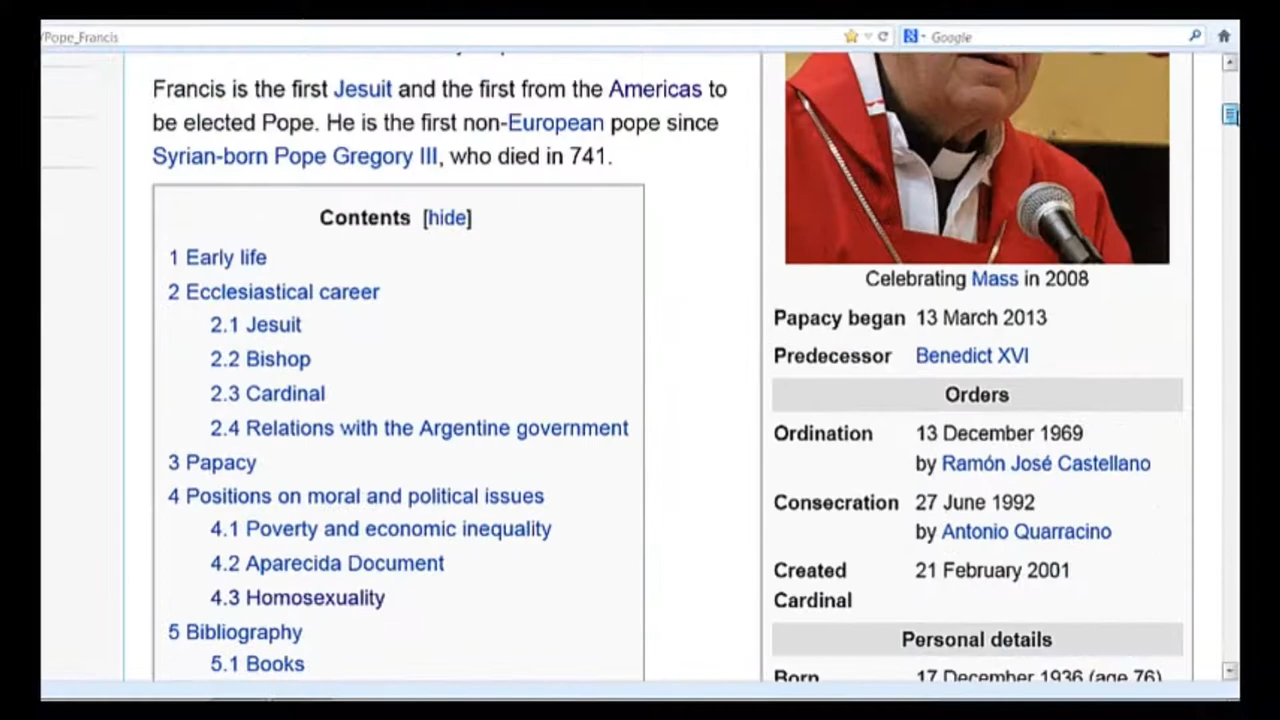 /Pope_Francis
Google
Francis is the first Jesuit and the first from the Americas to
be elected Pope. He is the first non-European pope since
Syrian-born Pope Gregory III, who died in 741.
Contents [hide]
1 Early life
2 Ecclesiastical career
2.1 Jesuit
2.2 Bishop
2.3 Cardinal
2.4 Relations with the Argentine government
3 Papacy
4 Positions on moral and political issues
4.1 Poverty and economic inequality
4.2 Aparecida Document
4.3 Homosexuality
5 Bibliography
5.1 Books
Celebrating Mass in 2008
Papacy began 13 March 2013
Predecessor Benedict XVI
Orders
Ordination 13 December 1969
by Ramón José Castellano
Consecration 27 June 1992
by Antonio Quarracino
Created 21 February 2001
Cardinal
Personal details
Born 17 December 1936 (age 76)